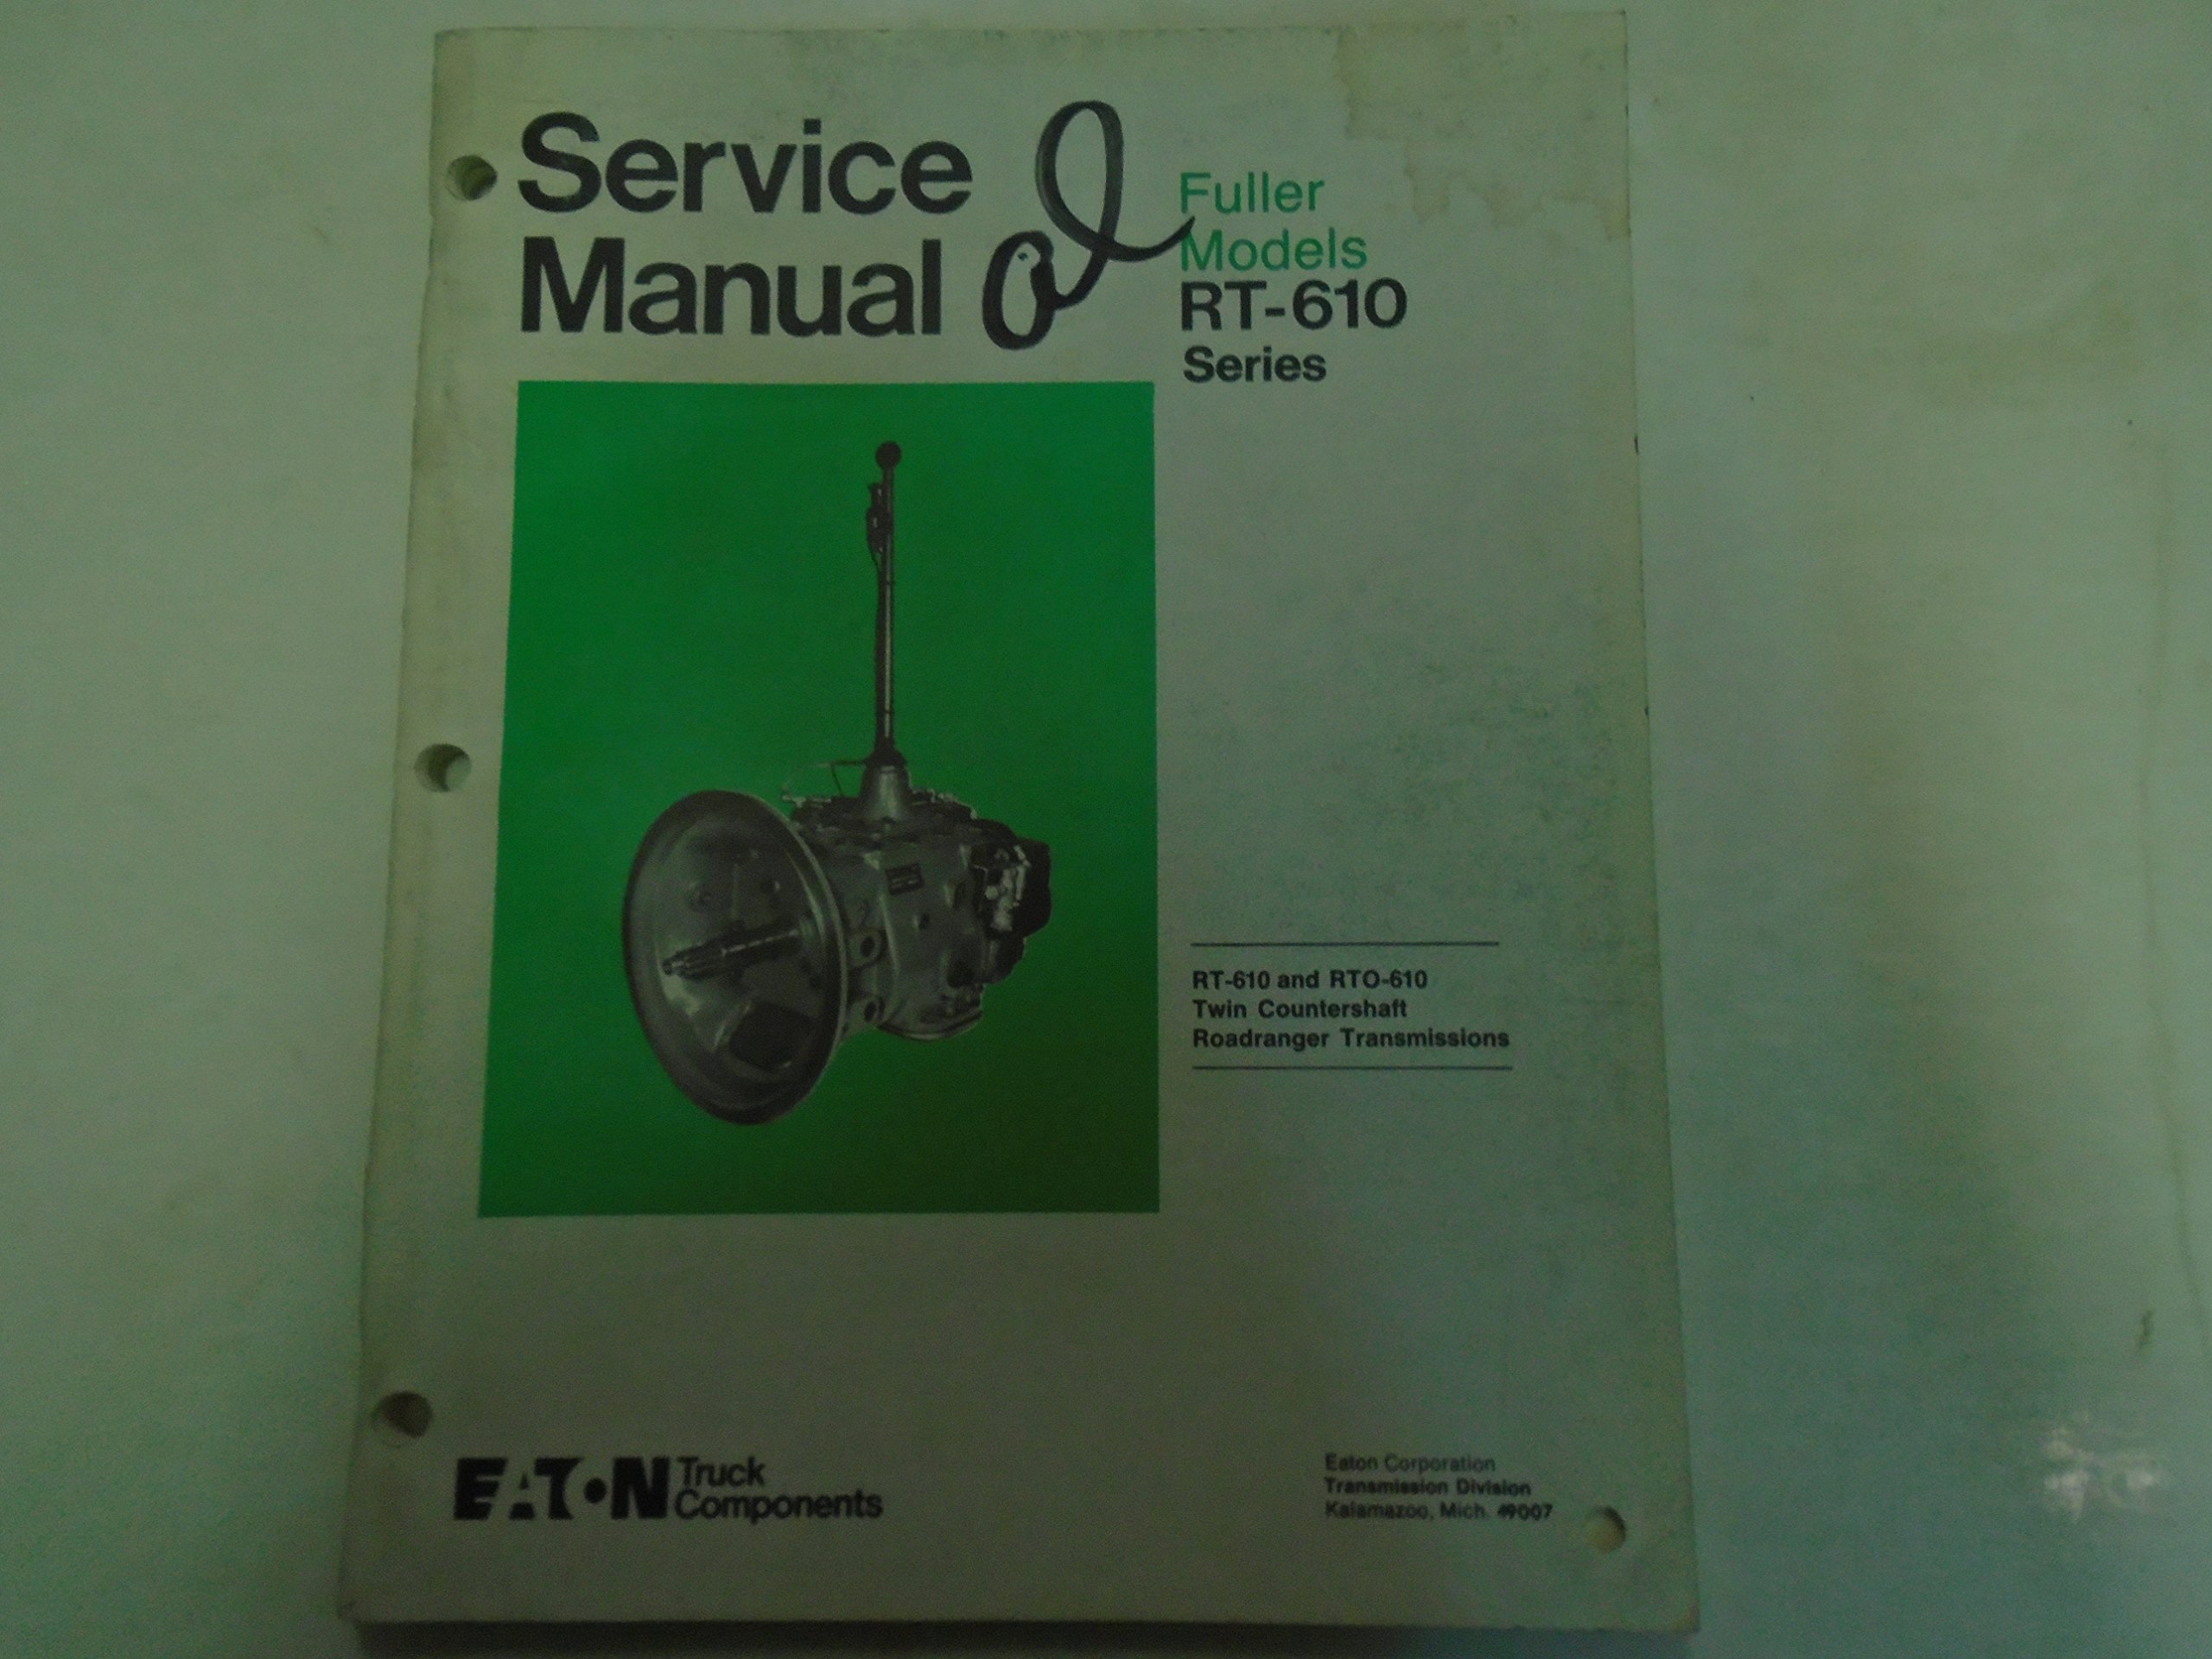 Service
Manual
Fuller
Models
RT-610
Series
RT-610 and RTO-610
Twin Countershaft
Roadranger Transmissions
EATON Truck
Components
Eaton Corporation
Transmission Division
Kalamazoo, Mich. 49007